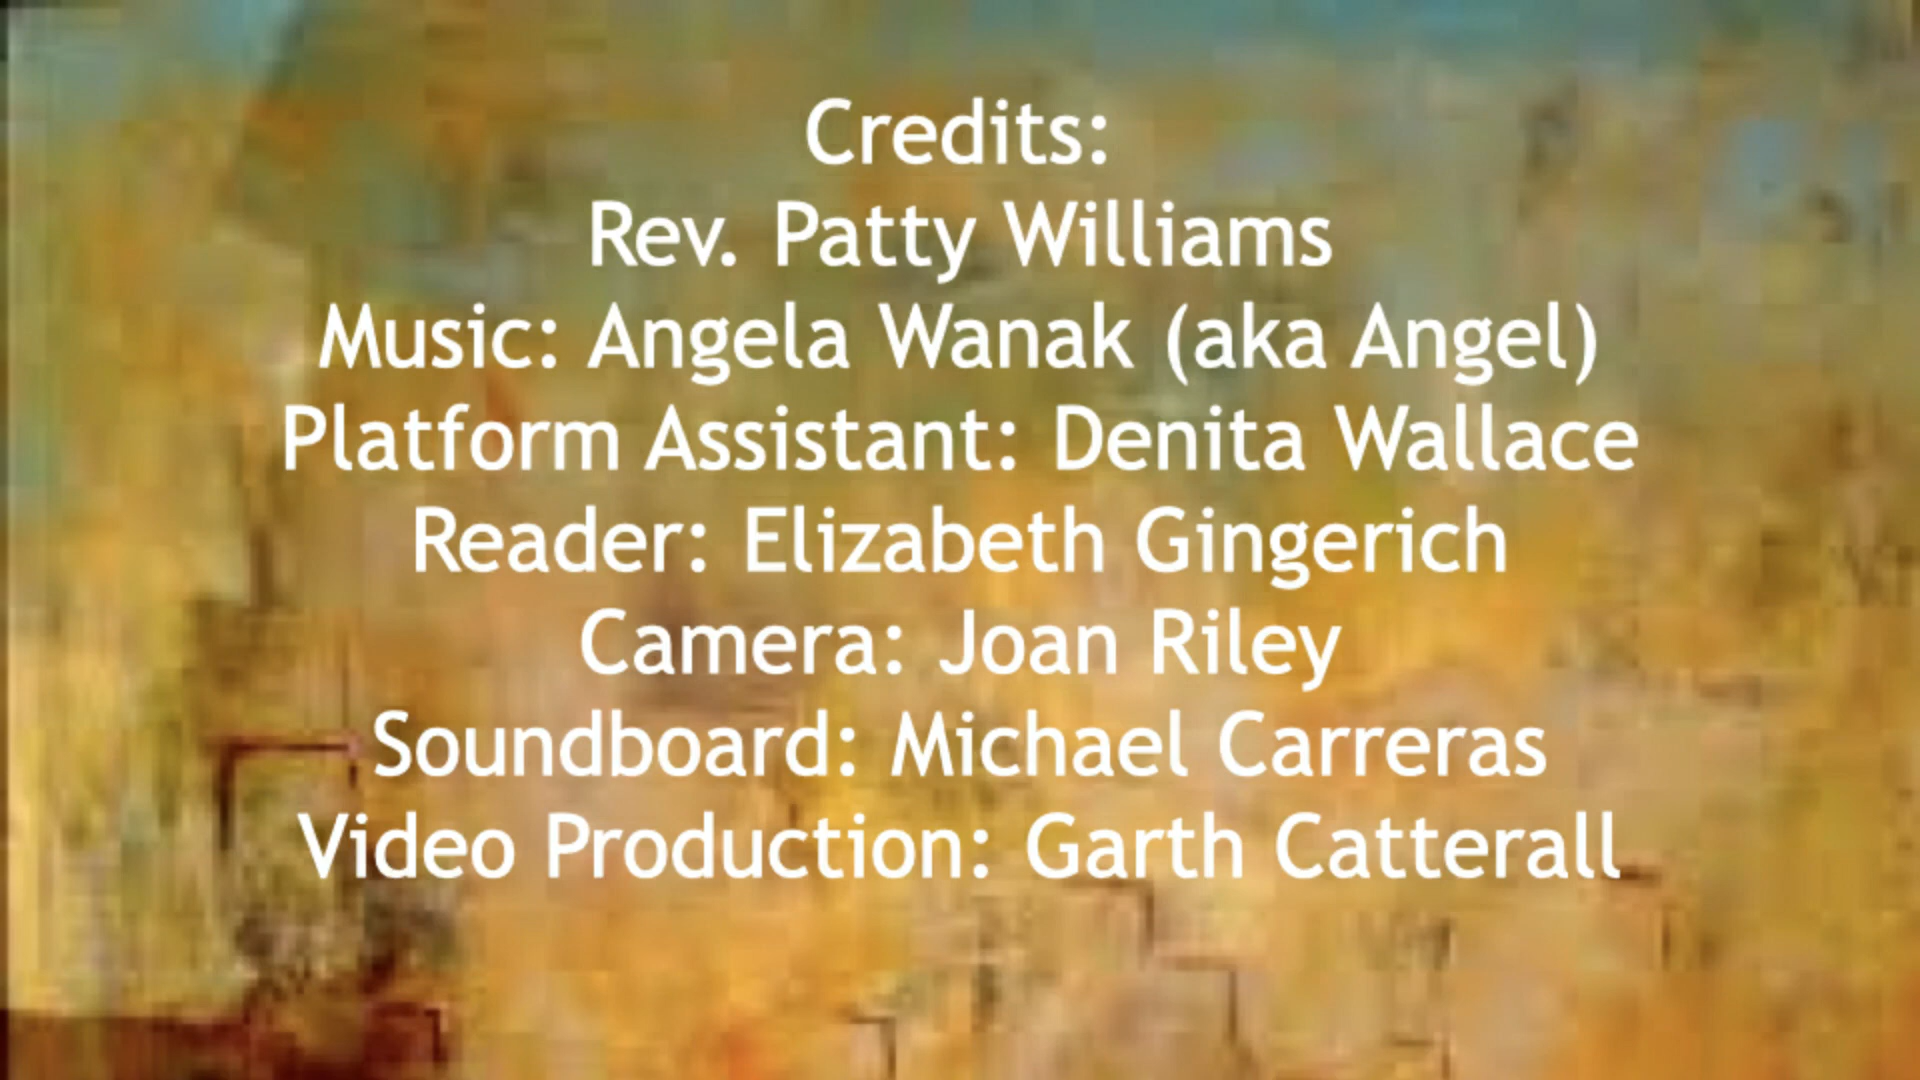 Credits:
Rev. Patty Williams
Music: Angela Wanak (aka Angel)
Platform Assistant: Denita Wallace
Reader: Elizabeth Gingerich
Camera: Joan Riley
Soundboard: Michael Carreras
Video Production: Garth Catterall